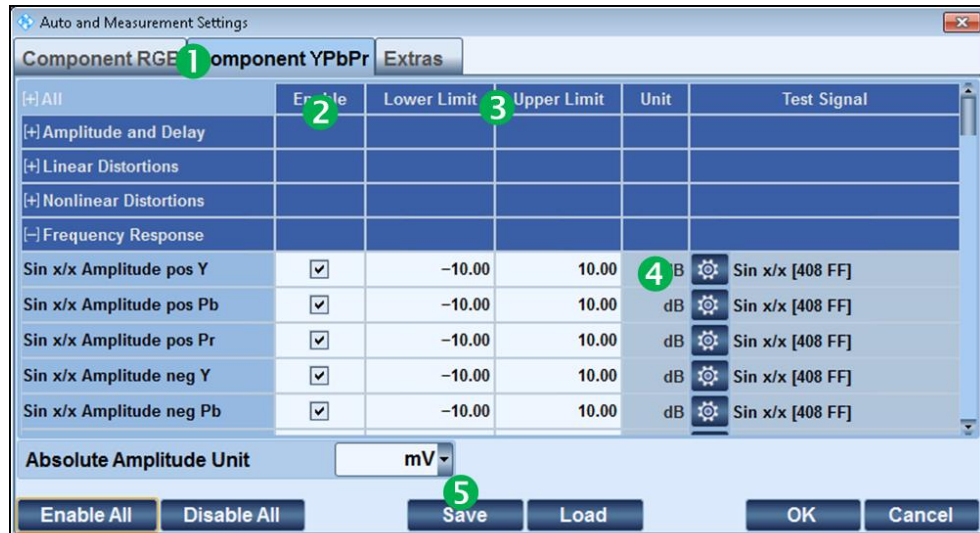 Auto and Measurement Settings
Component RGB Component YPbPr Extras
1
[+] All Enable Lower Limit Upper Limit Unit Test Signal
2 3
[+] Amplitude and Delay
[+] Linear Distortions
[+] Nonlinear Distortions
[−] Frequency Response
Sin x/x Amplitude pos Y −10.00 10.00 dB Sin x/x [408 FF]
4
Sin x/x Amplitude pos Pb −10.00 10.00 dB Sin x/x [408 FF]
Sin x/x Amplitude pos Pr −10.00 10.00 dB Sin x/x [408 FF]
Sin x/x Amplitude neg Y −10.00 10.00 dB Sin x/x [408 FF]
Sin x/x Amplitude neg Pb −10.00 10.00 dB Sin x/x [408 FF]
Absolute Amplitude Unit mV
5
Enable All Disable All Save Load OK Cancel